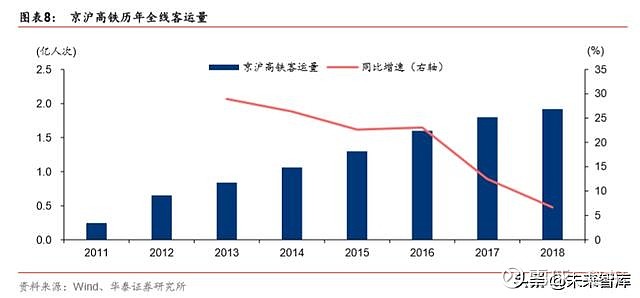 图表8： 京沪高铁历年全线客运量
(亿人次) (%)
京沪高铁客运量 同比增速（右轴）
2.5 35
30
2.0
25
1.5 20
1.0 15
10
0.5
5
0.0 0
2011 2012 2013 2014 2015 2016 2017 2018
资料来源：Wind、华泰证券研究所
头条@未来智库